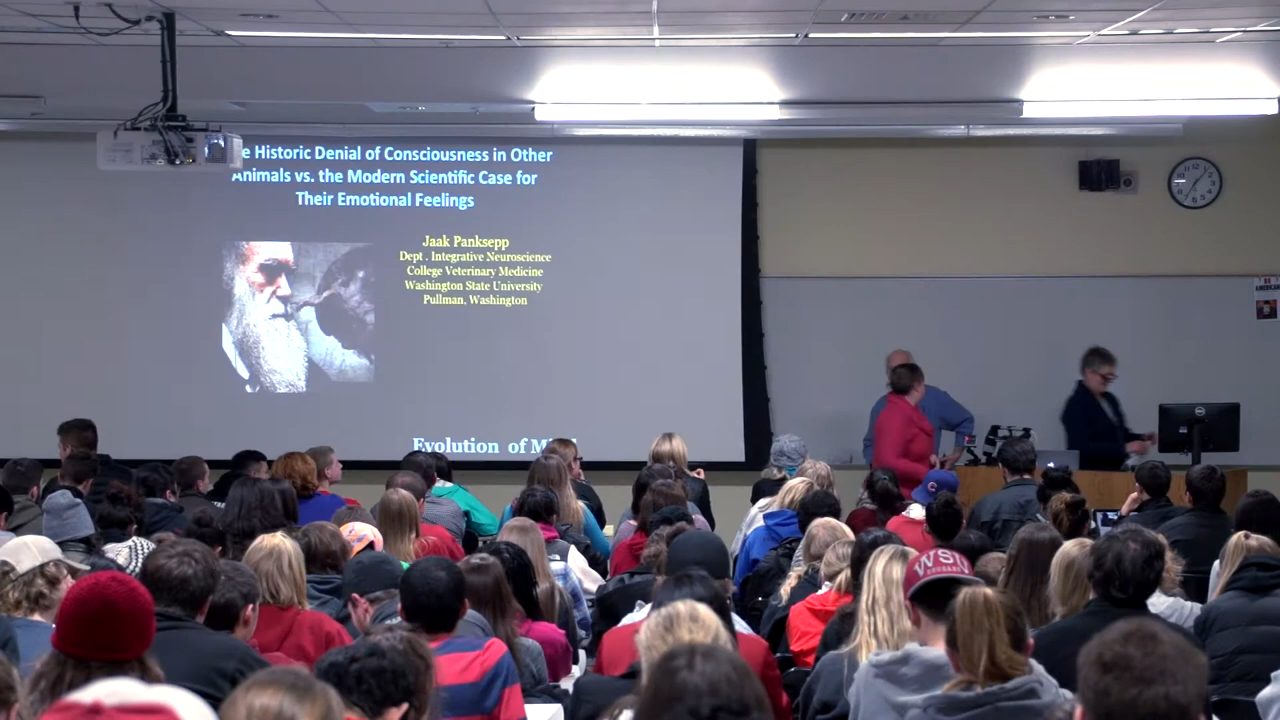 e Historic Denial of Consciousness in Other
Animals vs. the Modern Scientific Case for
Their Emotional Feelings
Jaak Panksepp
Dept . Integrative Neuroscience
College Veterinary Medicine
Washington State University
Pullman, Washington
Evolution of
WSU
DELL